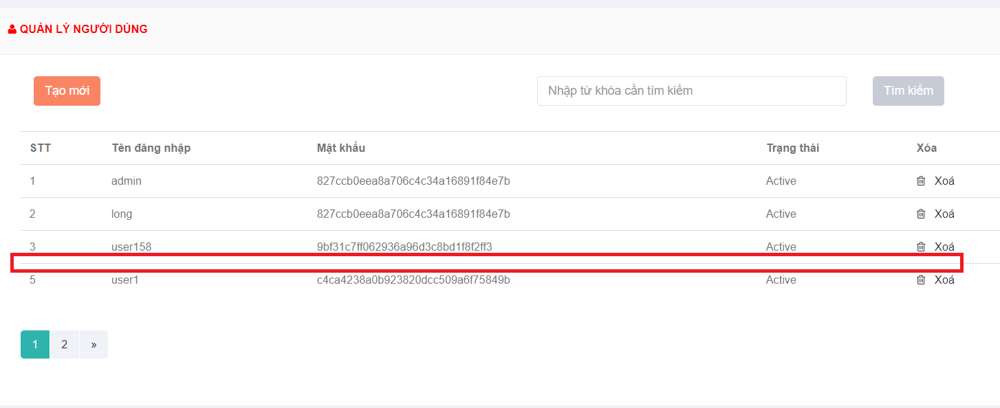 QUẢN LÝ NGƯỜI DÙNG
Tạo mới Nhập từ khóa cần tìm kiếm Tìm kiếm
STT Tên đăng nhập Mật khẩu Trạng thái Xóa
1 admin 827ccb0eea8a706c4c34a16891f84e7b Active Xoá
2 long 827ccb0eea8a706c4c34a16891f84e7b Active Xoá
3 user158 9bf31c7ff062936a96d3c8bd1f8f2ff3 Active Xoá
5 user1 c4ca4238a0b923820dcc509a6f75849b Active Xoá
1 2 »